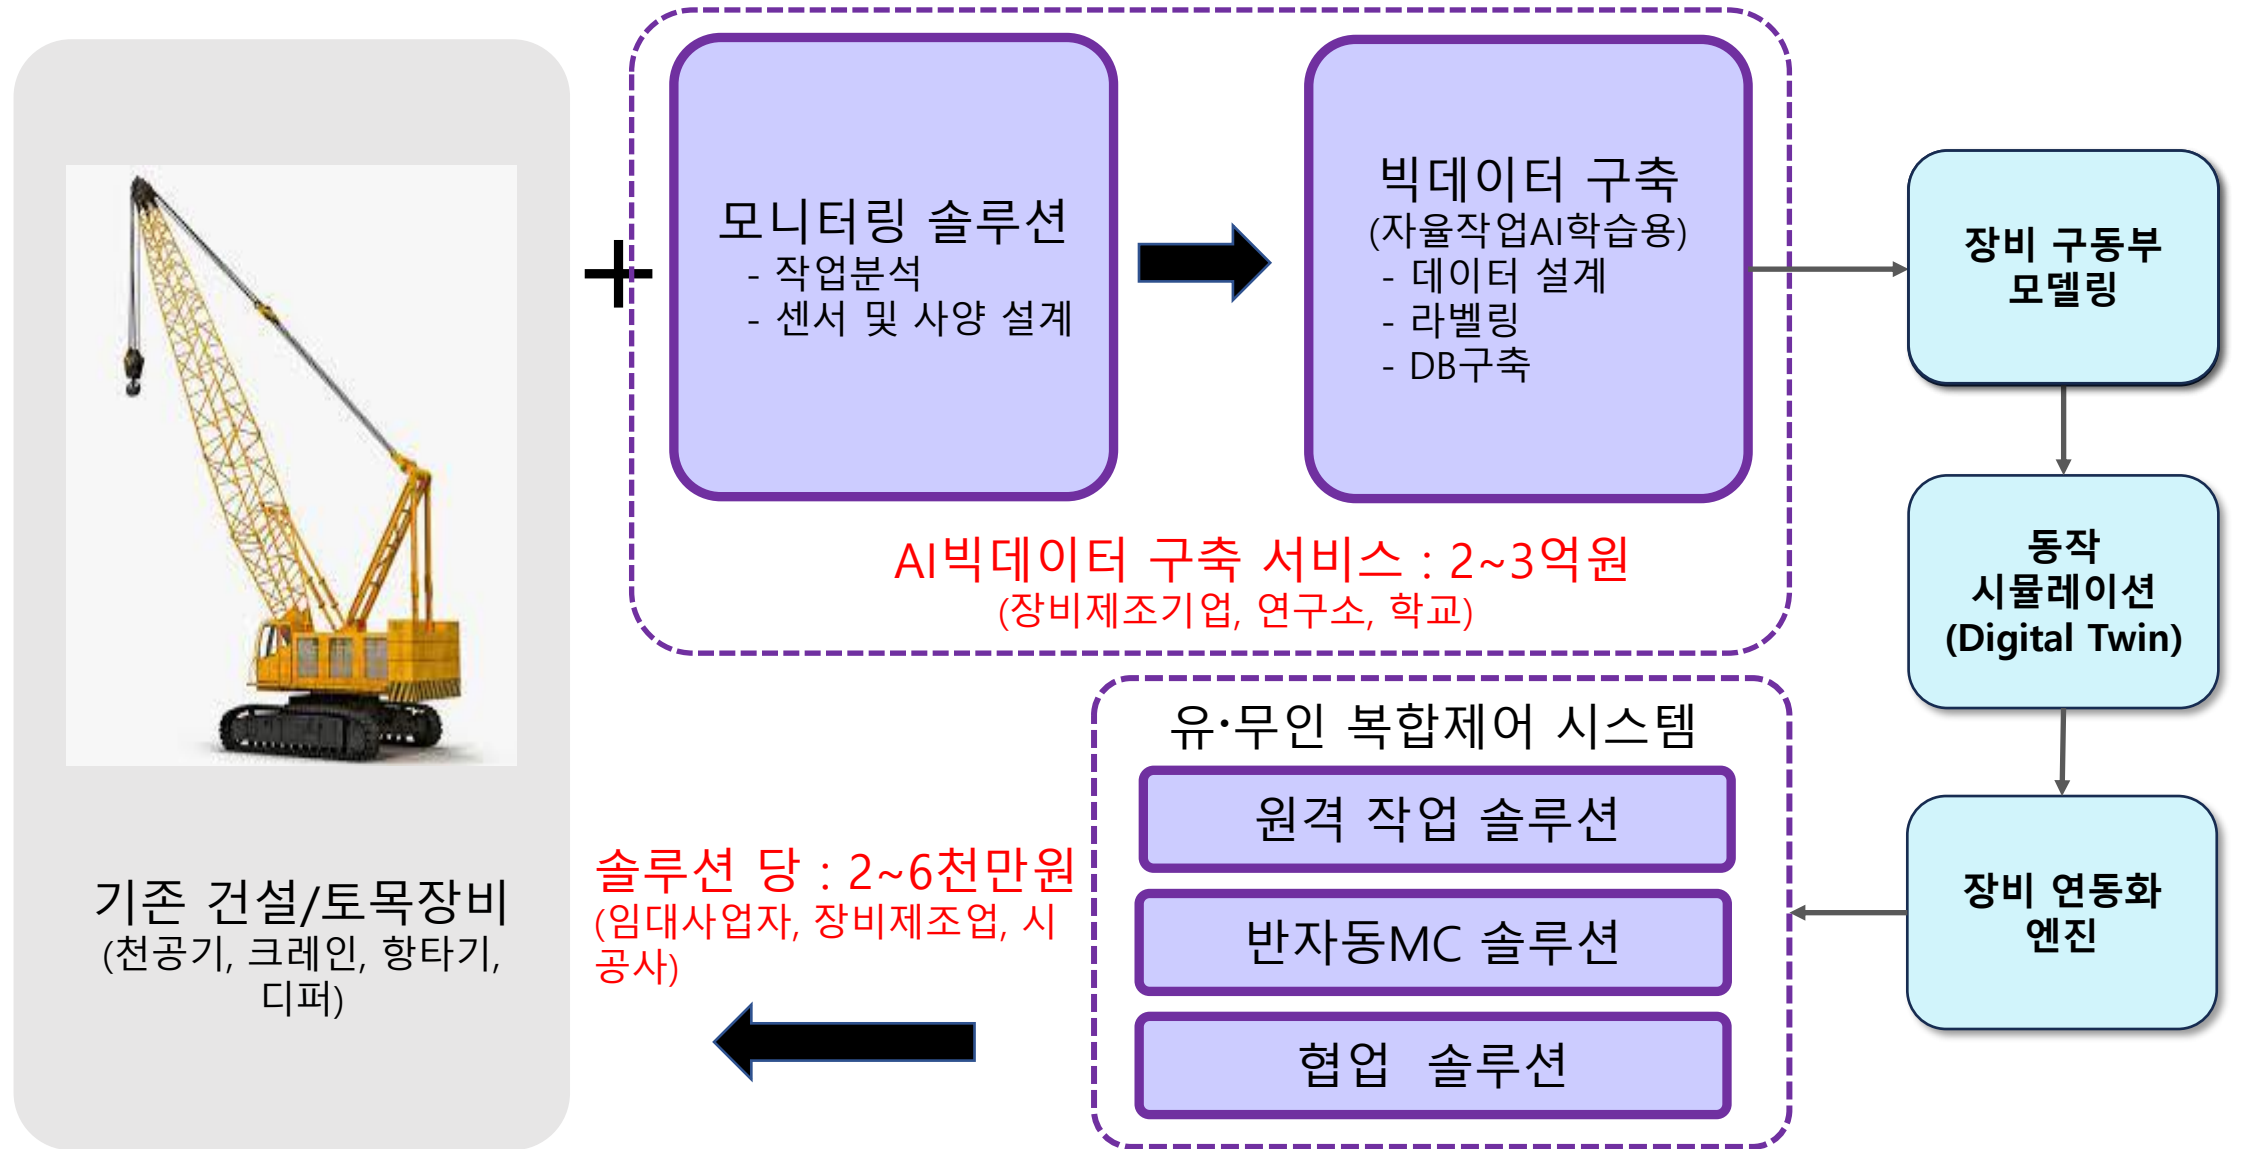 모니터링 솔루션
- 작업분석
- 센서 및 사양 설계
빅데이터 구축
(자율작업AI학습용)
- 데이터 설계
- 라벨링
- DB구축
AI빅데이터 구축 서비스 : 2~3억원
(장비제조기업, 연구소, 학교)
장비 구동부
모델링
동작
시뮬레이션
(Digital Twin)
장비 연동화
엔진
유·무인 복합제어 시스템
원격 작업 솔루션
반자동MC 솔루션
협업 솔루션
솔루션 당 : 2~6천만원
(임대사업자, 장비제조업, 시
공사)
기존 건설/토목장비
(천공기, 크레인, 항타기,
디퍼)